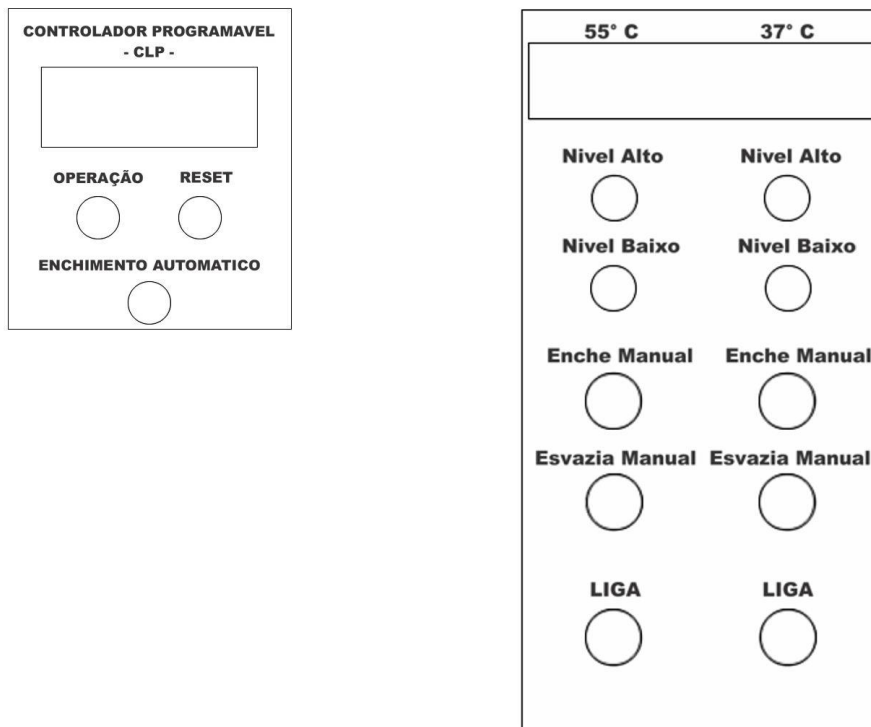 CONTROLADOR PROGRAMAVEL
- CLP -
OPERAÇÃO RESET
ENCHIMENTO AUTOMATICO
55° C 37° C
Nivel Alto Nivel Alto
Nivel Baixo Nivel Baixo
Enche Manual Enche Manual
Esvazia Manual Esvazia Manual
LIGA LIGA